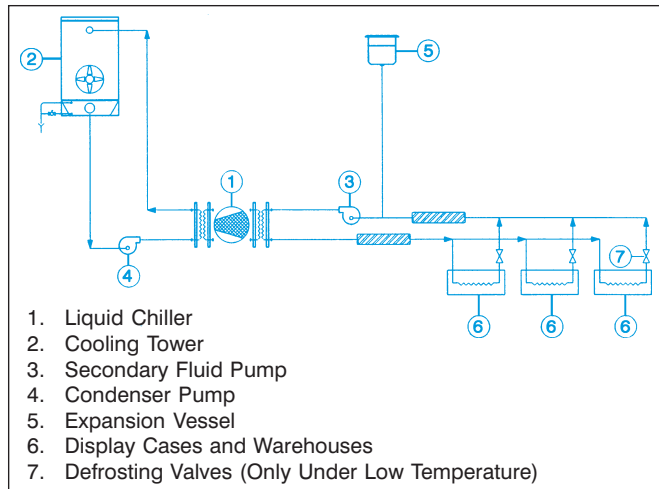 2
5
1
3
4
7
6 6 6
1. Liquid Chiller
2. Cooling Tower
3. Secondary Fluid Pump
4. Condenser Pump
5. Expansion Vessel
6. Display Cases and Warehouses
7. Defrosting Valves (Only Under Low Temperature)